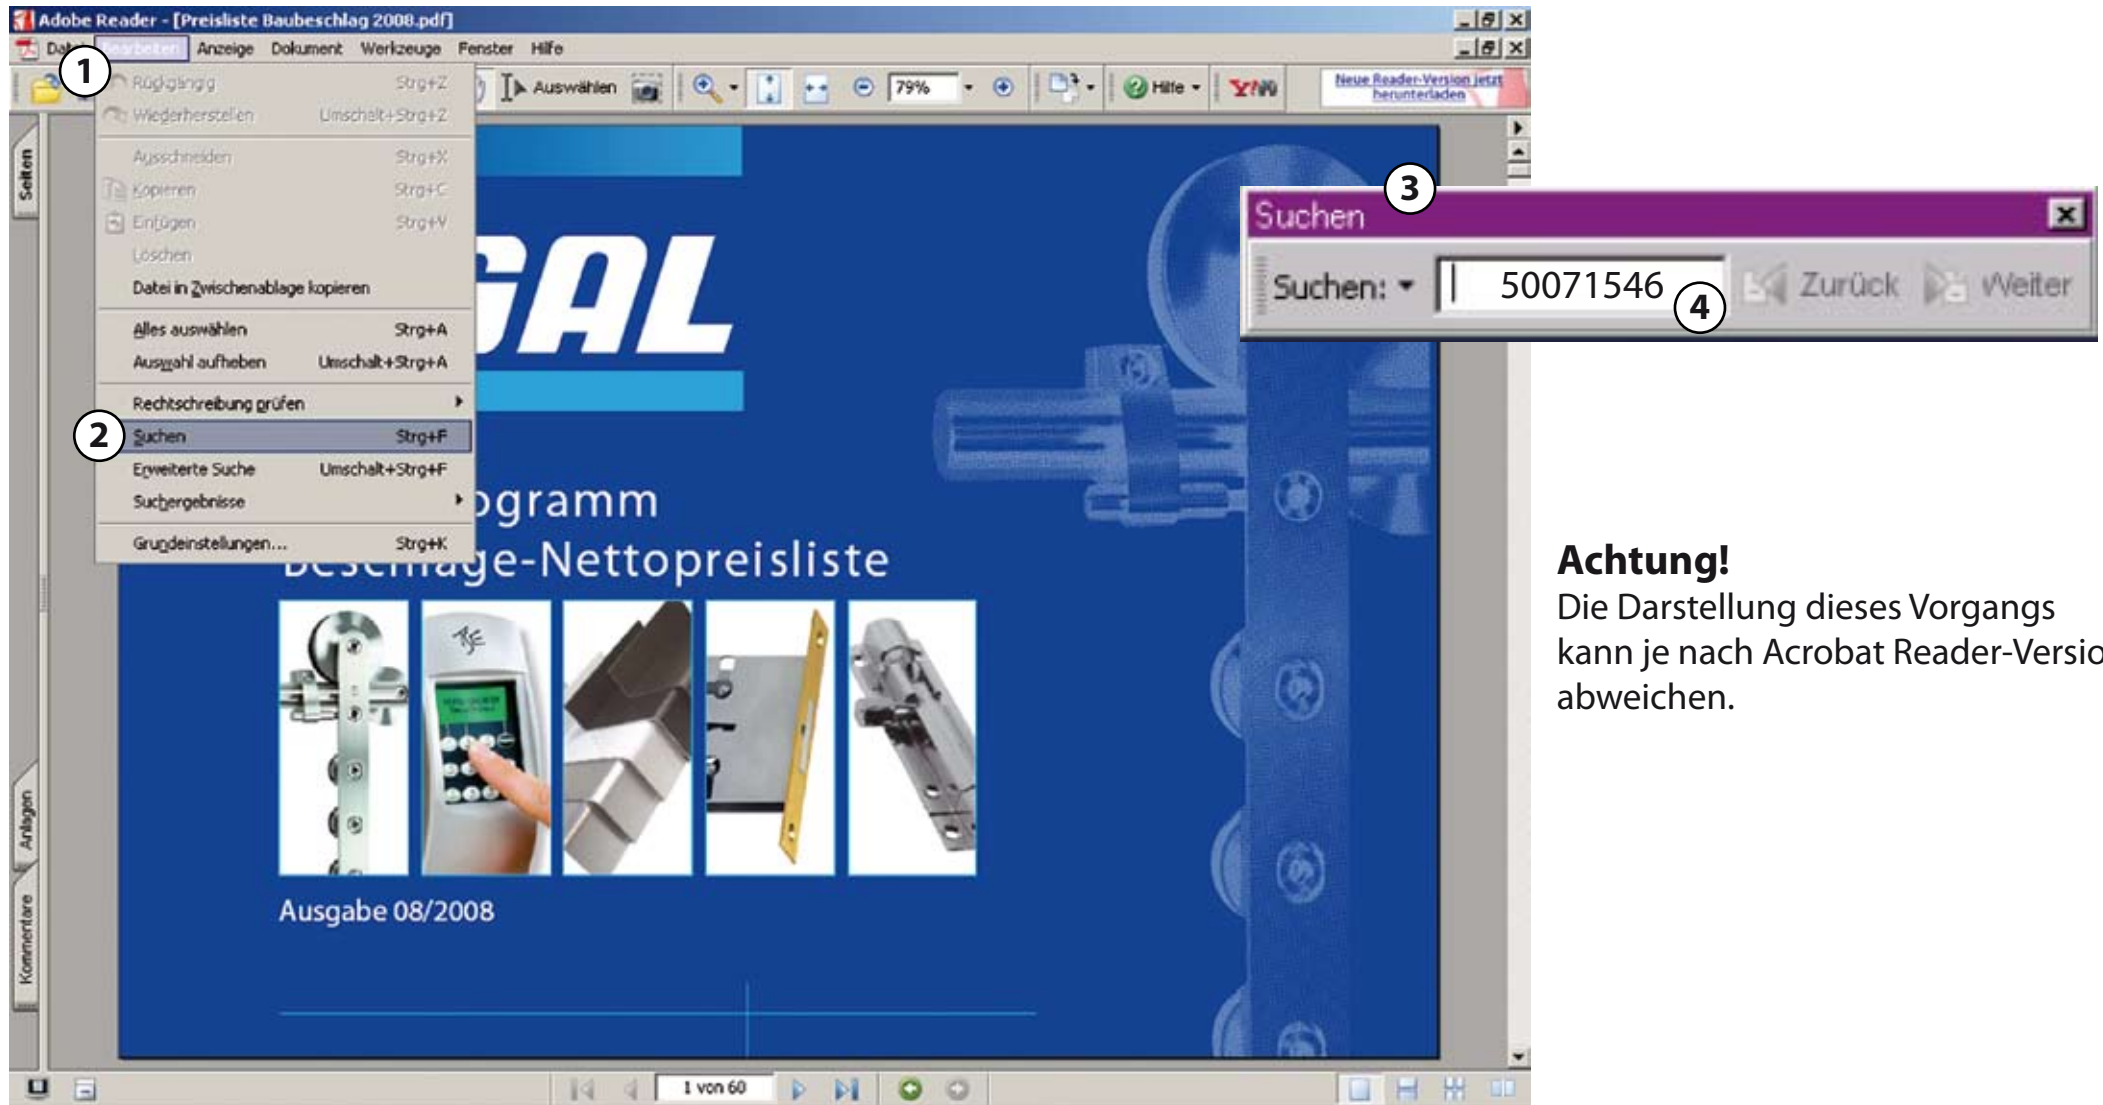 Adobe Reader - [Preisliste Baubeschlag 2008.pdf]
Bearbeiten Anzeige Dokument Werkzeuge Fenster Hilfe
1
Auswählen 79% Hilfe Neue Reader-Version jetzt
herunterladen
Rückgängig Strg+Z
Wiederherstellen Umschalt+Strg+Z
Ausschneiden Strg+X
Kopieren Strg+C
Einfügen Strg+V
Löschen
Datei in Zwischenablage kopieren
Alles auswählen Strg+A
Auswahl aufheben Umschalt+Strg+A
Rechtschreibung prüfen
2 Suchen Strg+F
Erweiterte Suche Umschalt+Strg+F
Suchergebnisse
Grundeinstellungen... Strg+K
Seiten
Anlagen
Kommentare
GAL
ogramm
Beschläge-Nettopreisliste
Ausgabe 08/2008
1 von 60
3
Suchen
Suchen: 50071546 4 Zurück Weiter
Achtung!
Die Darstellung dieses Vorgangs
kann je nach Acrobat Reader-Versio
abweichen.